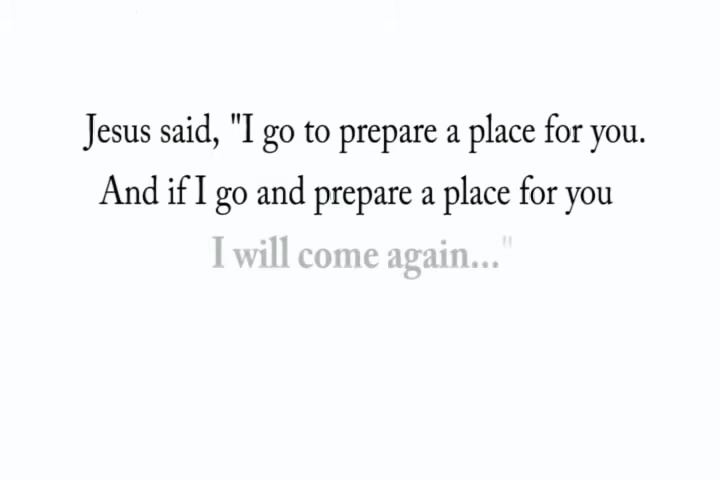 Jesus said, "I go to prepare a place for you.
And if I go and prepare a place for you
I will come again..."